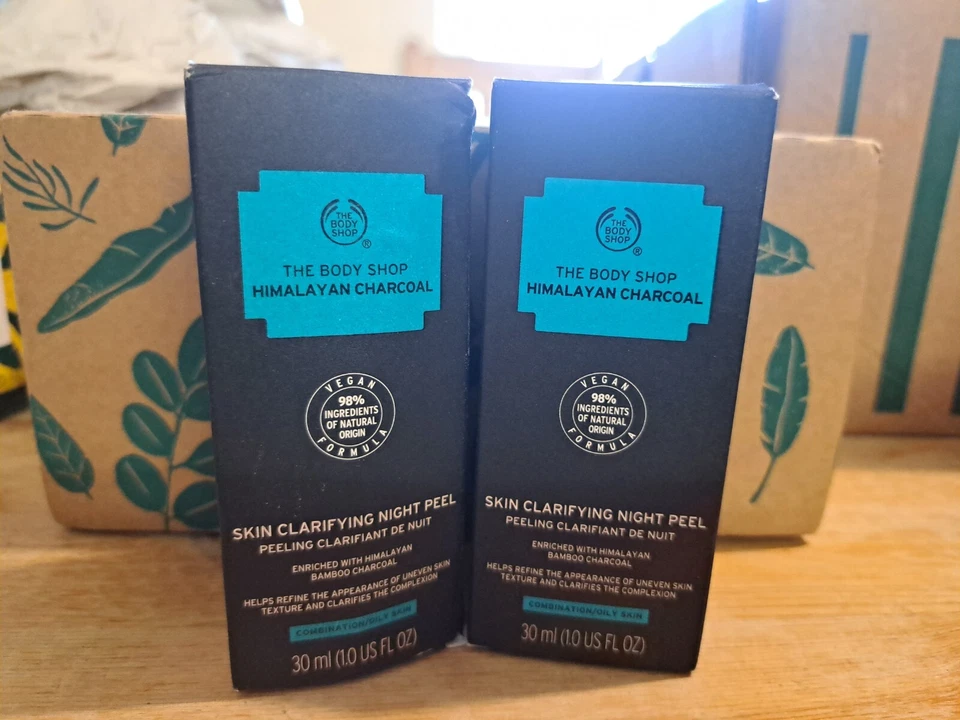 THE
BODY
SHOP
®
THE BODY SHOP
HIMALAYAN CHARCOAL
VEGAN
98%
INGREDIENTS
OF NATURAL
ORIGIN
FORMULA
SKIN CLARIFYING NIGHT PEEL
PEELING CLARIFIANT DE NUIT
ENRICHED WITH HIMALAYAN
BAMBOO CHARCOAL
HELPS REFINE THE APPEARANCE OF UNEVEN SKIN
TEXTURE AND CLARIFIES THE COMPLEXION
COMBINATION/OILY SKIN
30 ml (1.0 US FL OZ)
THE
BODY
SHOP
®
THE BODY SHOP
HIMALAYAN CHARCOAL
VEGAN
98%
INGREDIENTS
OF NATURAL
ORIGIN
FORMULA
SKIN CLARIFYING NIGHT PEEL
PEELING CLARIFIANT DE NUIT
ENRICHED WITH HIMALAYAN
BAMBOO CHARCOAL
HELPS REFINE THE APPEARANCE OF UNEVEN SKIN
TEXTURE AND CLARIFIES THE COMPLEXION
COMBINATION/OILY SKIN
30 ml (1.0 US FL OZ)